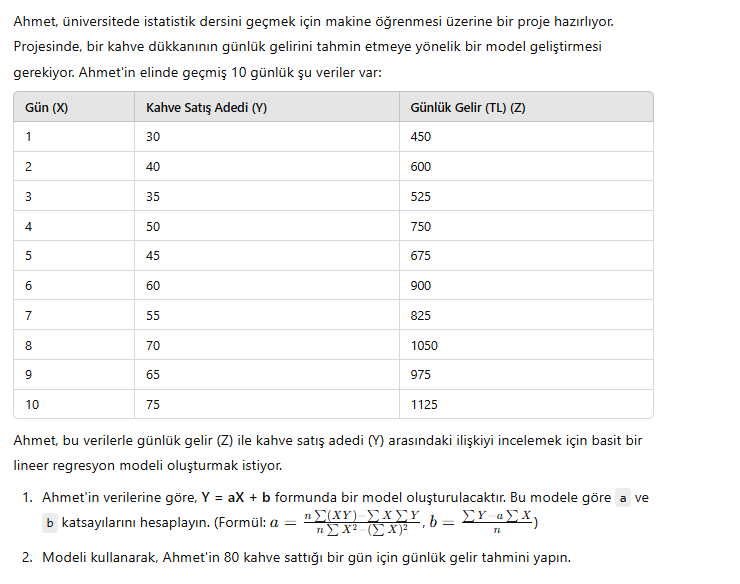 Ahmet, üniversitede istatistik dersini geçmek için makine öğrenmesi üzerine bir proje hazırlıyor.
Projesinde, bir kahve dükkanının günlük gelirini tahmin etmeye yönelik bir model geliştirmesi
gerekiyor. Ahmet'in elinde geçmiş 10 günlük şu veriler var:
Gün (X) Kahve Satış Adedi (Y) Günlük Gelir (TL) (Z)
1 30 450
2 40 600
3 35 525
4 50 750
5 45 675
6 60 900
7 55 825
8 70 1050
9 65 975
10 75 1125
Ahmet, bu verilerle günlük gelir (Z) ile kahve satış adedi (Y) arasındaki ilişkiyi incelemek için basit bir
lineer regresyon modeli oluşturmak istiyor.
1. Ahmet'in verilerine göre, Y = aX + b formunda bir model oluşturulacaktır. Bu modele göre a ve
b katsayılarını hesaplayın. (Formül: a = \frac{n∑(XY)−∑X∑Y}{n∑X²−(∑X)²}, b = \frac{∑Y−a∑X}{n})
2. Modeli kullanarak, Ahmet'in 80 kahve sattığı bir gün için günlük gelir tahmini yapın.